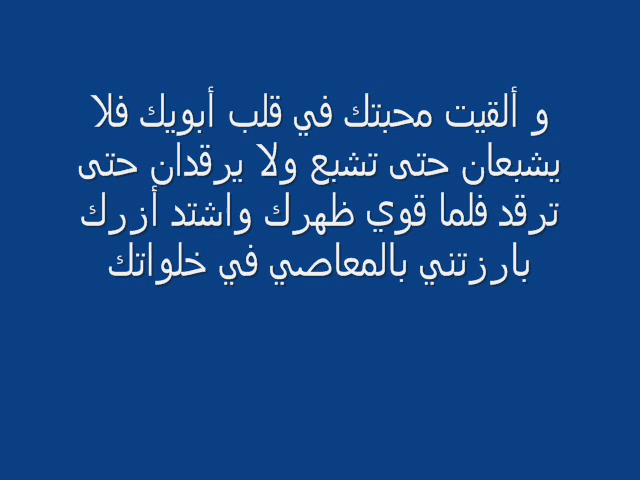 و ألقيت محبتك في قلب أبويك فلا
يشبعان حتى تشبع ولا يرقدان حتى
ترقد فلما قوي ظهرك واشتد أزرك
بارزتني بالمعاصي في خلواتك